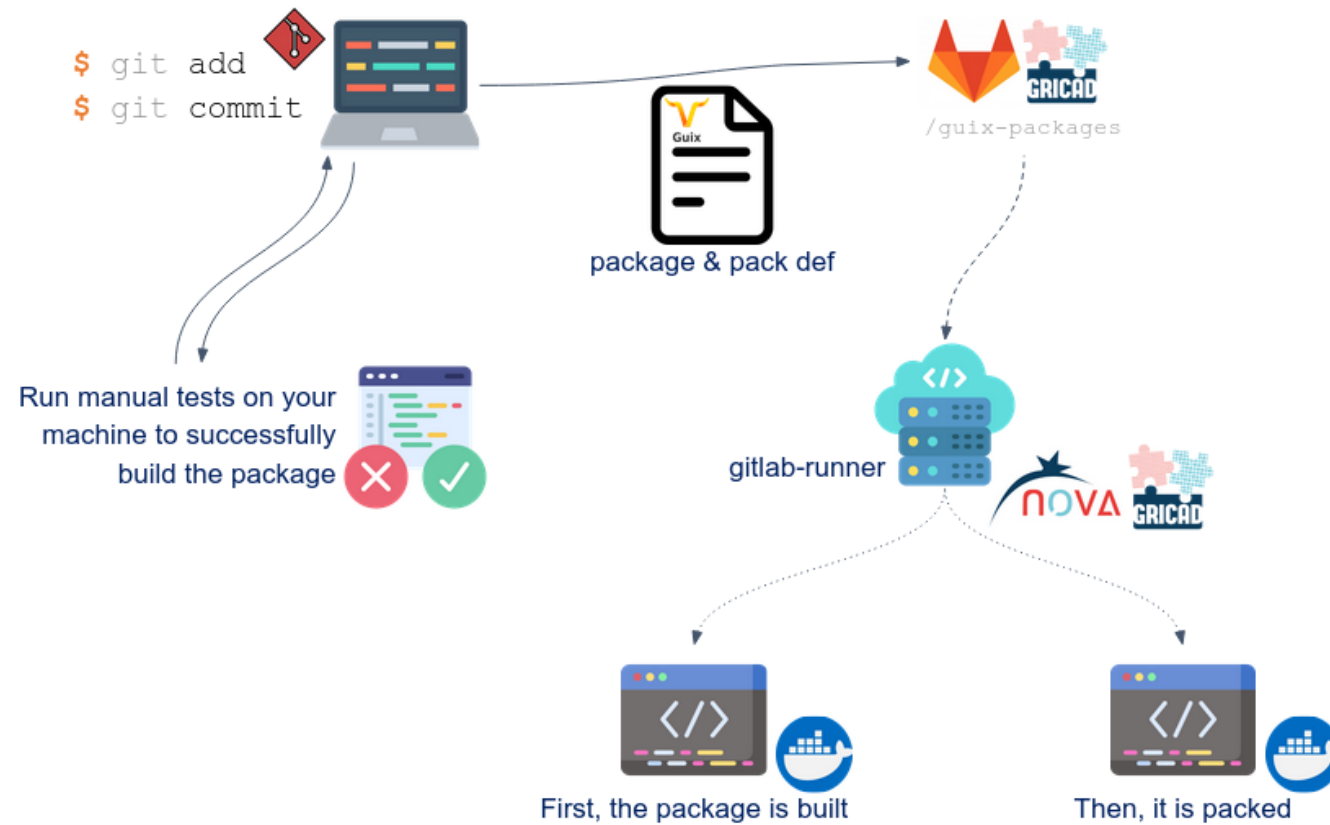 $ git add
$ git commit
GRICAD
/guix-packages
Guix
package & pack def
Run manual tests on your
machine to successfully
build the package
</>
gitlab-runner
nOVA
GRICAD
</>
</>
First, the package is built
Then, it is packed